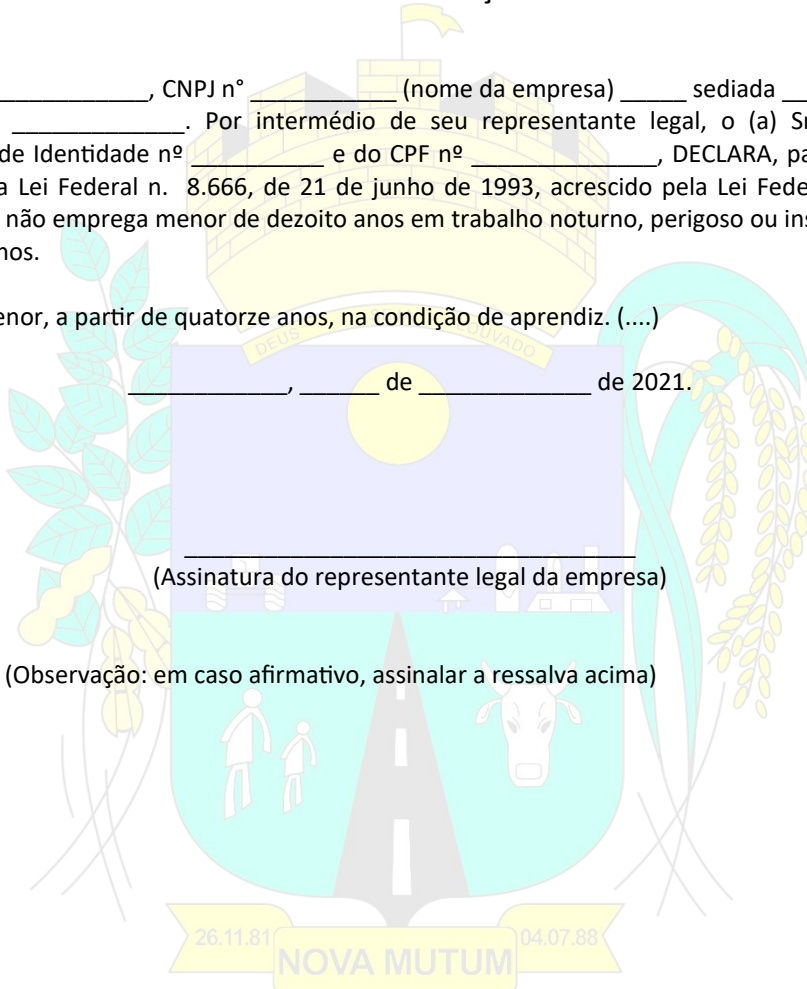 _____________, CNPJ n° ___________ (nome da empresa) _____ sediada __
_____________. Por intermédio de seu representante legal, o (a) Sr
de Identidade nº __________ e do CPF nº ______________, DECLARA, pa
a Lei Federal n. 8.666, de 21 de junho de 1993, acrescido pela Lei Fede
não emprega menor de dezoito anos em trabalho noturno, perigoso ou ins
nos.
enor, a partir de quatorze anos, na condição de aprendiz. (....)
DEUS LOUVADO
____________, ______ de _____________ de 2021.
__________________________________
(Assinatura do representante legal da empresa)
(Observação: em caso afirmativo, assinalar a ressalva acima)
26.11.81 04.07.88
NOVA MUTUM